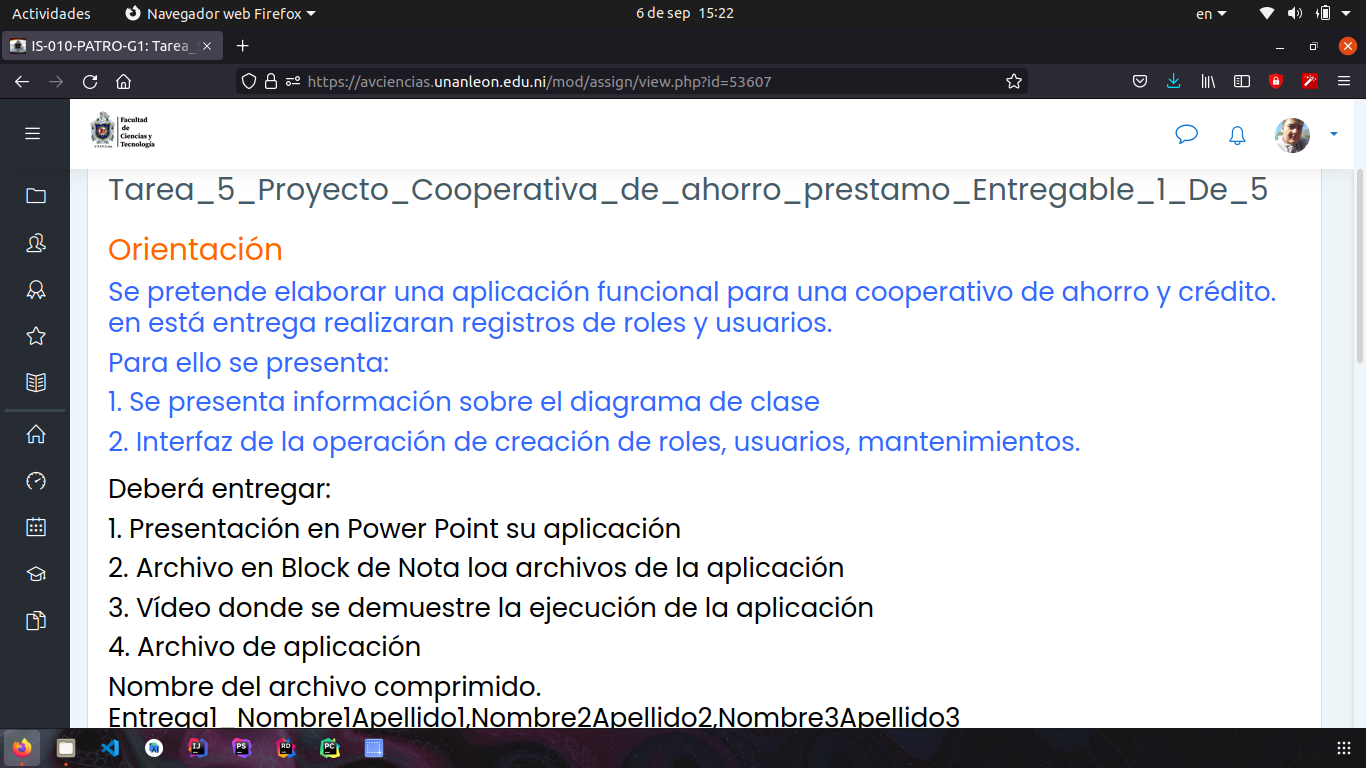 Actividades
Navegador web Firefox
6 de sep 15:22
en
IS-010-PATRO-G1: Tarea_
https://avciencias.unanleon.edu.ni/mod/assign/view.php?id=53607
Facultad
de
Ciencias y
Tecnología
Tarea_5_Proyecto_Cooperativa_de_ahorro_prestamo_Entregable_1_De_5
Orientación
Se pretende elaborar una aplicación funcional para una cooperativo de ahorro y crédito.
en está entrega realizaran registros de roles y usuarios.
Para ello se presenta:
1. Se presenta información sobre el diagrama de clase
2. Interfaz de la operación de creación de roles, usuarios, mantenimientos.
Deberá entregar:
1. Presentación en Power Point su aplicación
2. Archivo en Block de Nota loa archivos de la aplicación
3. Vídeo donde se demuestre la ejecución de la aplicación
4. Archivo de aplicación
Nombre del archivo comprimido.
Entrega1_Nombre1Apellido1,Nombre2Apellido2,Nombre3Apellido3
IJ
PS
RD
PC